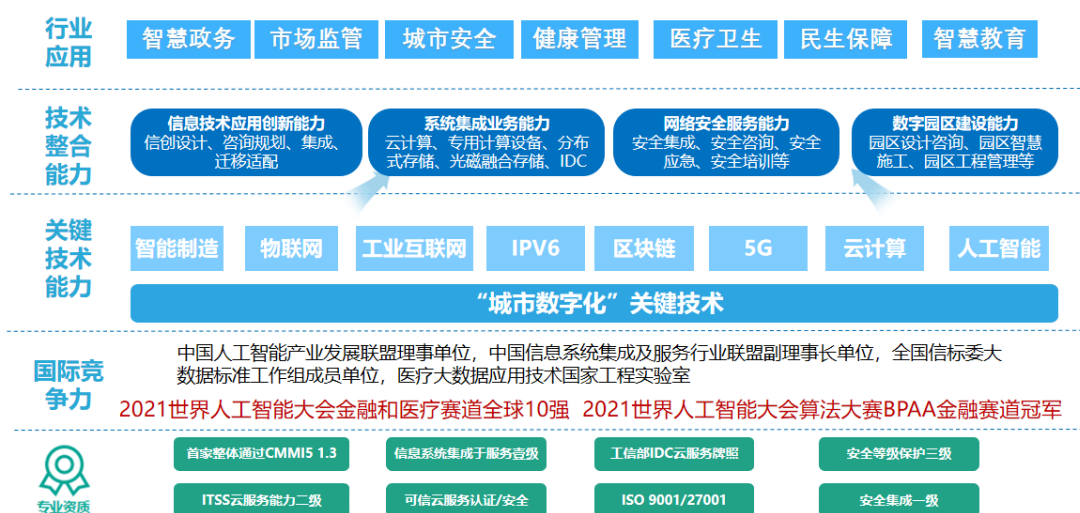 行业
应用
智慧政务 市场监管 城市安全 健康管理 医疗卫生 民生保障 智慧教育
技术
整合
能力
信息技术应用创新能力
信创设计、咨询规划、集成、
迁移适配
系统集成业务能力
云计算、专用计算设备、分布
式存储、光磁融合存储、IDC
网络安全服务能力
安全集成、安全咨询、安全
应急、安全培训等
数字园区建设能力
园区设计咨询、园区智慧
施工、园区工程管理等
关键
技术
能力
智能制造 物联网 工业互联网 IPV6 区块链 5G 云计算 人工智能
“城市数字化”关键技术
国际竞
争力
中国人工智能产业发展联盟理事单位，中国信息系统集成及服务行业联盟副理事长单位，全国信标委大
数据标准工作组成员单位，医疗大数据应用技术国家工程实验室
2021世界人工智能大会金融和医疗赛道全球10强 2021世界人工智能大会算法大赛BPAA金融赛道冠军
专业资质
首家整体通过CMMI5 1.3 信息系统集成于服务壹级 工信部IDC云服务牌照 安全等级保护三级
ITSS云服务能力二级 可信云服务认证/安全 ISO 9001/27001 安全集成一级